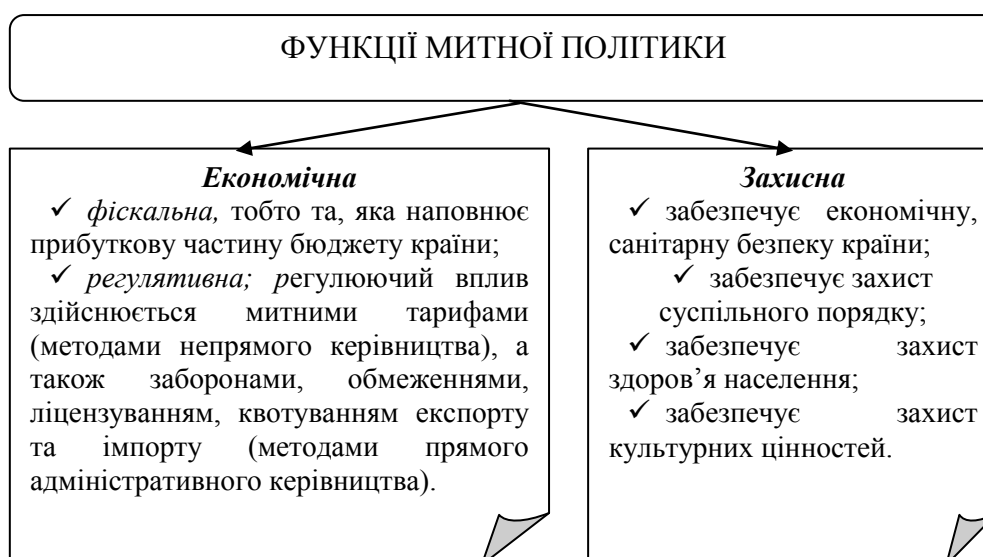 ФУНКЦІЇ МИТНОЇ ПОЛІТИКИ
Економічна
✓ фіскальна, тобто та, яка наповнює
прибуткову частину бюджету країни;
✓ регулятивна; регулюючий вплив
здійснюється митними тарифами
(методами непрямого керівництва), а
також заборонами, обмеженнями,
ліцензуванням, квотуванням експорту
та імпорту (методами прямого
адміністративного керівництва).
Захисна
✓ забезпечує економічну,
санітарну безпеку країни;
✓ забезпечує захист
суспільного порядку;
✓ забезпечує захист
здоров’я населення;
✓ забезпечує захист
культурних цінностей.